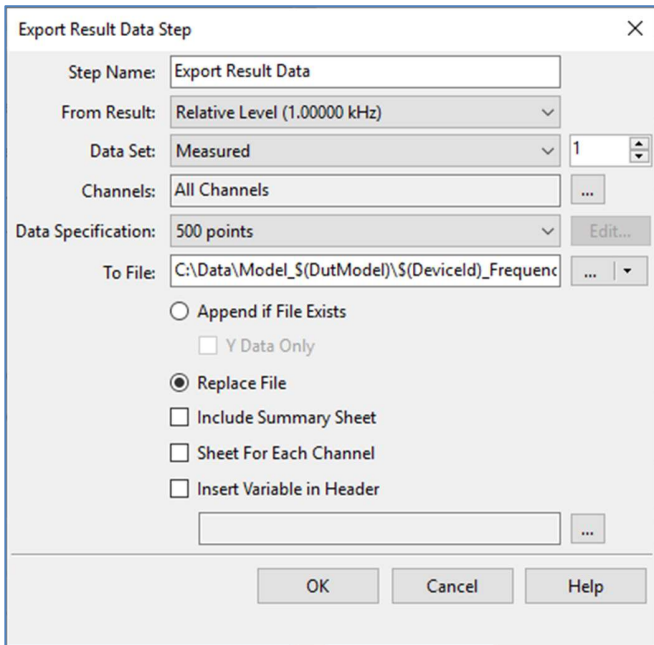 Export Result Data Step
Step Name: Export Result Data
From Result: Relative Level (1.00000 kHz)
Data Set: Measured 1
Channels: All Channels ...
Data Specification: 500 points Edit...
To File: C:\Data\Model_$(DutModel)\$(DeviceId)_Frequenc ...
Append if File Exists
Y Data Only
Replace File
Include Summary Sheet
Sheet For Each Channel
Insert Variable in Header
...
OK Cancel Help